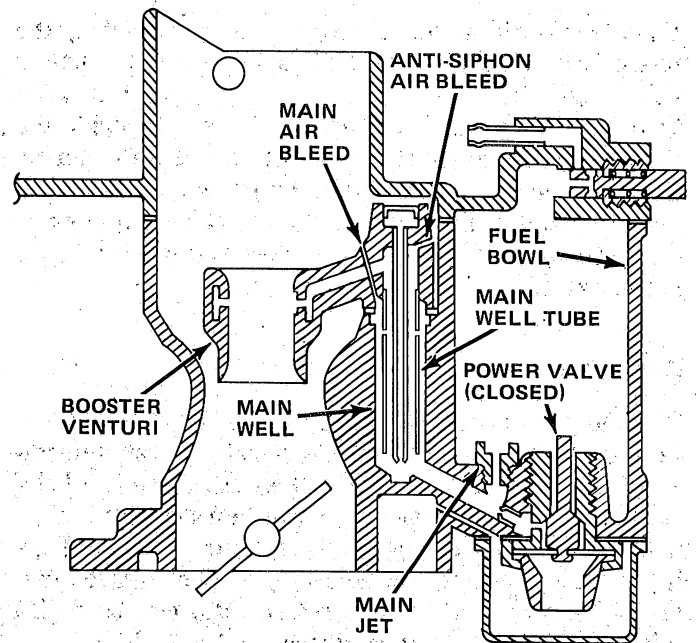 ANTI-SIPHON
AIR BLEED
MAIN
AIR
BLEED
FUEL
BOWL
MAIN
WELL TUBE
POWER VALVE
(CLOSED)
BOOSTER
VENTURI
MAIN
WELL
MAIN
JET